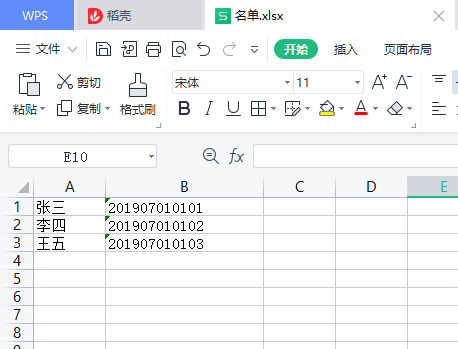 WPS 稻壳 名单.xlsx
文件 开始 插入 页面布局
粘贴 剪切 复制 格式刷 宋体 11 A+ A- B I U A
E10 fx
A B C D E
1 张三 201907010101
2 李四 201907010102
3 王五 201907010103
4
5
6
7
8
9